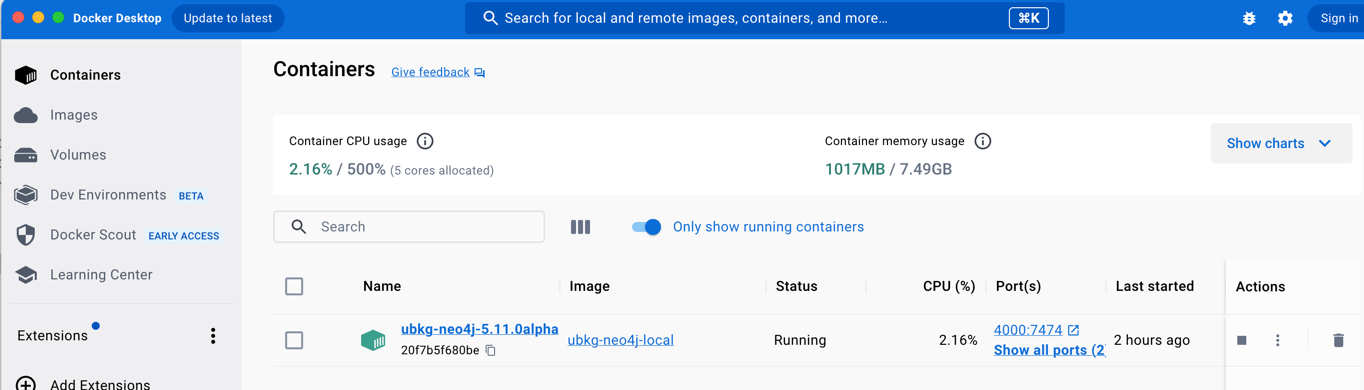 Docker Desktop Update to latest Search for local and remote images, containers, and more... ⌘K Sign in
Containers
Images
Volumes
Dev Environments BETA
Docker Scout EARLY ACCESS
Learning Center
Extensions
Add Extensions
Containers Give feedback
Container CPU usage
2.16% / 500% (5 cores allocated)
Container memory usage
1017MB / 7.49GB
Show charts
Search
Only show running containers
Name Image Status CPU (%) Port(s) Last started Actions
ubkg-neo4j-5.11.0alpha
20f7b5f680be
ubkg-neo4j-local Running 2.16%
4000:7474
Show all ports (2
2 hours ago